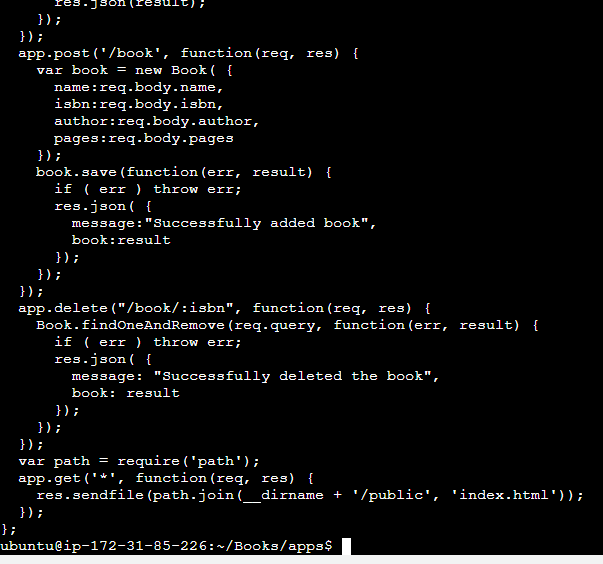 res.json(result);
    });
  });
  app.post('/book', function(req, res) {
    var book = new Book( {
      name:req.body.name,
      isbn:req.body.isbn,
      author:req.body.author,
      pages:req.body.pages
    });
    book.save(function(err, result) {
      if ( err ) throw err;
      res.json( {
        message:"Successfully added book",
        book:result
      });
    });
  });
  app.delete("/book/:isbn", function(req, res) {
    Book.findOneAndRemove(req.query, function(err, result) {
      if ( err ) throw err;
      res.json( {
        message: "Successfully deleted the book",
        book: result
      });
    });
  });
  var path = require('path');
  app.get('*', function(req, res) {
    res.sendfile(path.join(__dirname + '/public', 'index.html'));
  });
};
ubuntu@ip-172-31-85-226:~/Books/apps$